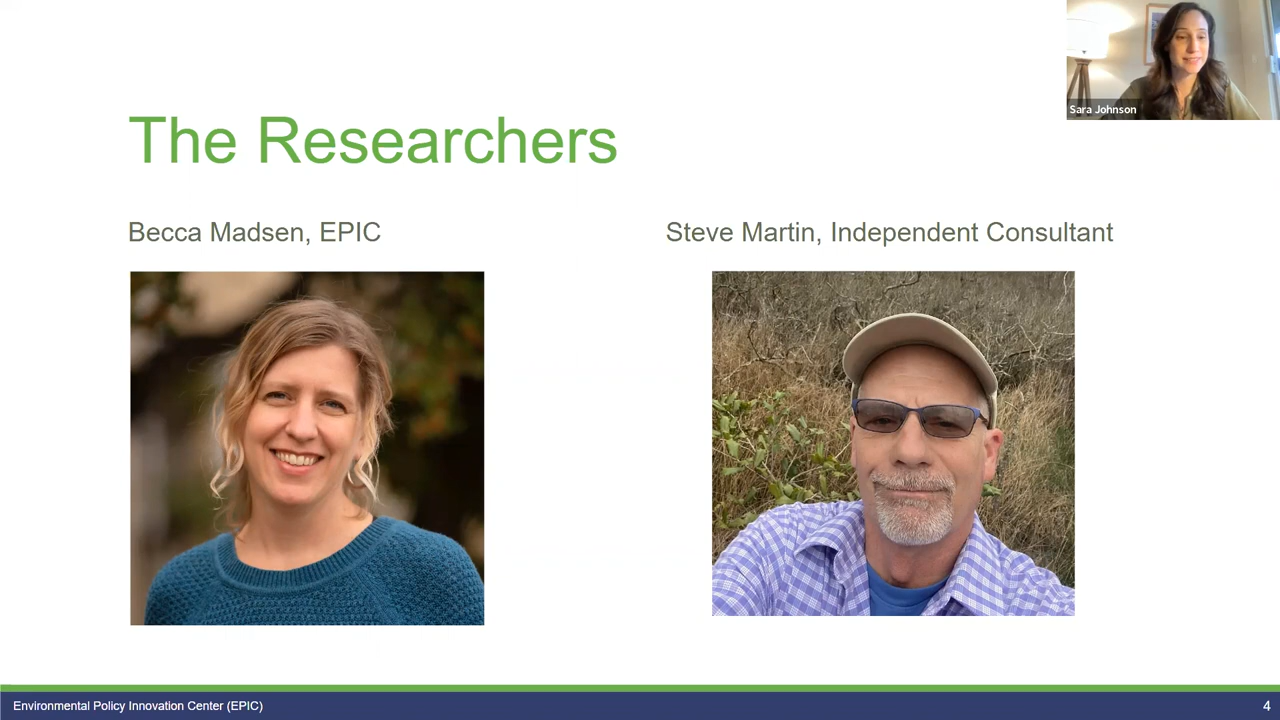 Sara Johnson
The Researchers
Becca Madsen, EPIC
Steve Martin, Independent Consultant
Environmental Policy Innovation Center (EPIC)
4